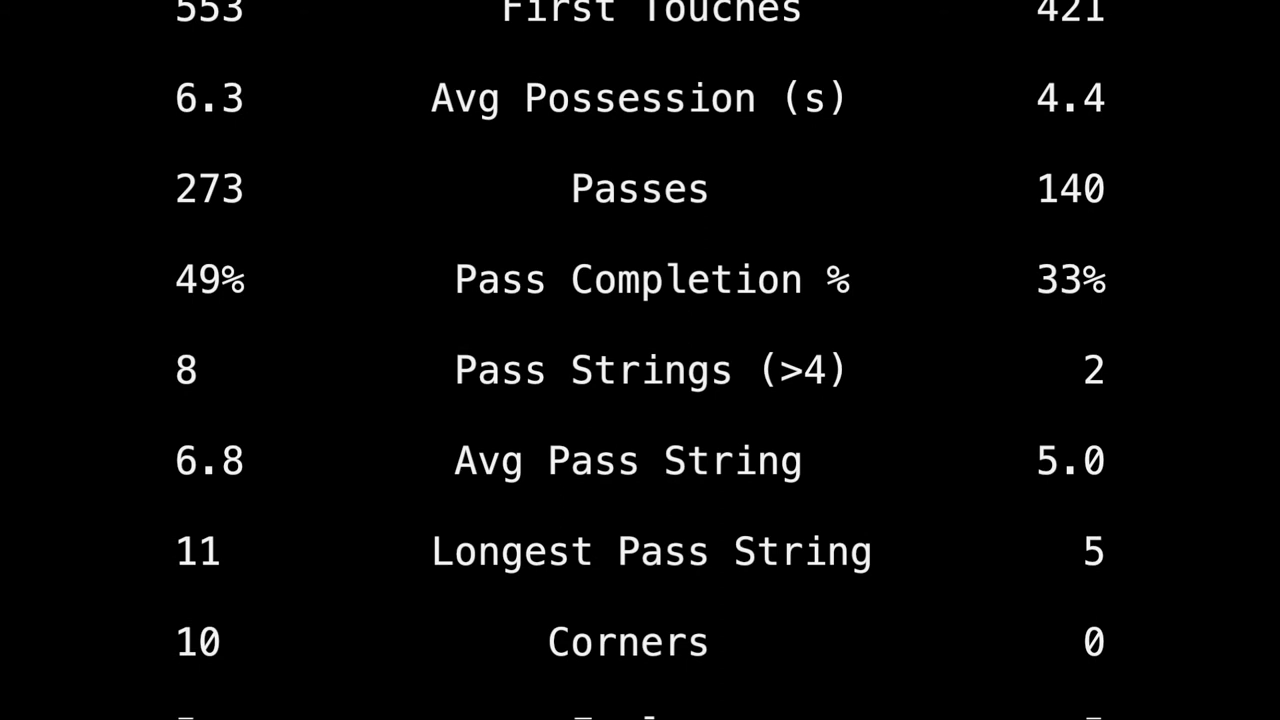 553 First Touches 421
6.3 Avg Possession (s) 4.4
273 Passes 140
49% Pass Completion % 33%
8 Pass Strings (>4) 2
6.8 Avg Pass String 5.0
11 Longest Pass String 5
10 Corners 0